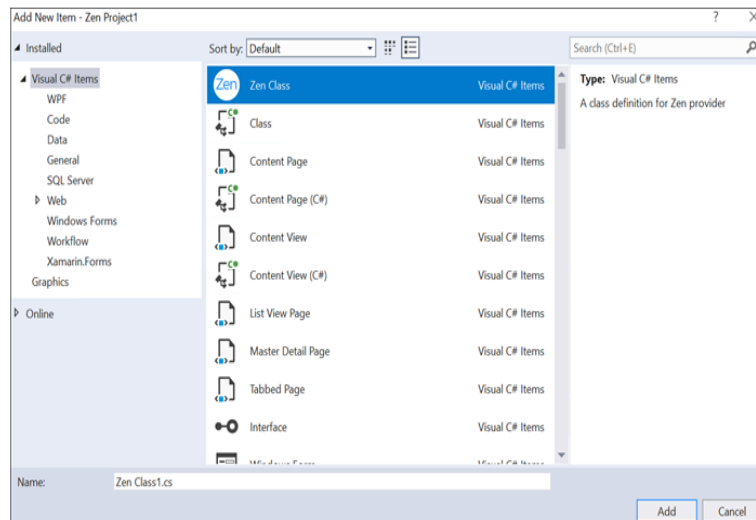 Add New Item - Zen Project1
? X
Installed
Sort by: Default
Search (Ctrl+E)
Visual C# Items
WPF
Code
Data
General
SQL Server
Web
Windows Forms
Workflow
Xamarin.Forms
Graphics
Online
Zen Zen Class Visual C# Items
C# Class Visual C# Items
Content Page Visual C# Items
C# Content Page (C#) Visual C# Items
Content View Visual C# Items
C# Content View (C#) Visual C# Items
List View Page Visual C# Items
Master Detail Page Visual C# Items
Tabbed Page Visual C# Items
Interface Visual C# Items
Type: Visual C# Items
A class definition for Zen provider
Name: Zen Class1.cs
Add Cancel